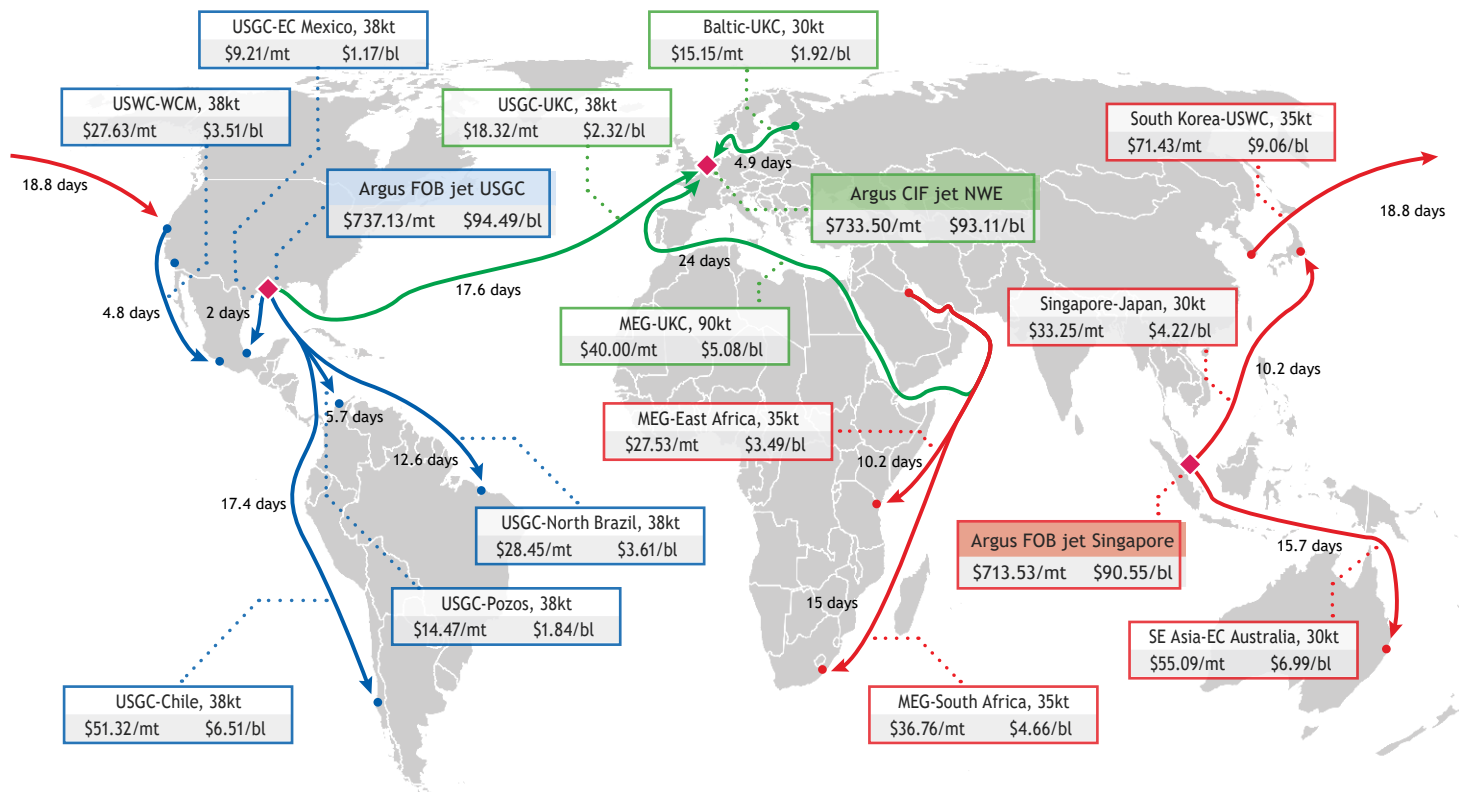 USGC-EC Mexico, 38kt
$9.21/mt $1.17/bl
Baltic-UKC, 30kt
$15.15/mt $1.92/bl
USWC-WCM, 38kt
$27.63/mt $3.51/bl
USGC-UKC, 38kt
$18.32/mt $2.32/bl
South Korea-USWC, 35kt
$71.43/mt $9.06/bl
4.9 days
18.8 days
Argus FOB jet USGC
$737.13/mt $94.49/bl
Argus CIF jet NWE
$733.50/mt $93.11/bl
18.8 days
24 days
17.6 days
4.8 days
2 days
MEG-UKC, 90kt
$40.00/mt $5.08/bl
Singapore-Japan, 30kt
$33.25/mt $4.22/bl
10.2 days
5.7 days
MEG-East Africa, 35kt
$27.53/mt $3.49/bl
12.6 days
10.2 days
17.4 days
USGC-North Brazil, 38kt
$28.45/mt $3.61/bl
Argus FOB jet Singapore
$713.53/mt $90.55/bl
15.7 days
USGC-Pozos, 38kt
$14.47/mt $1.84/bl
15 days
SE Asia-EC Australia, 30kt
$55.09/mt $6.99/bl
USGC-Chile, 38kt
$51.32/mt $6.51/bl
MEG-South Africa, 35kt
$36.76/mt $4.66/bl